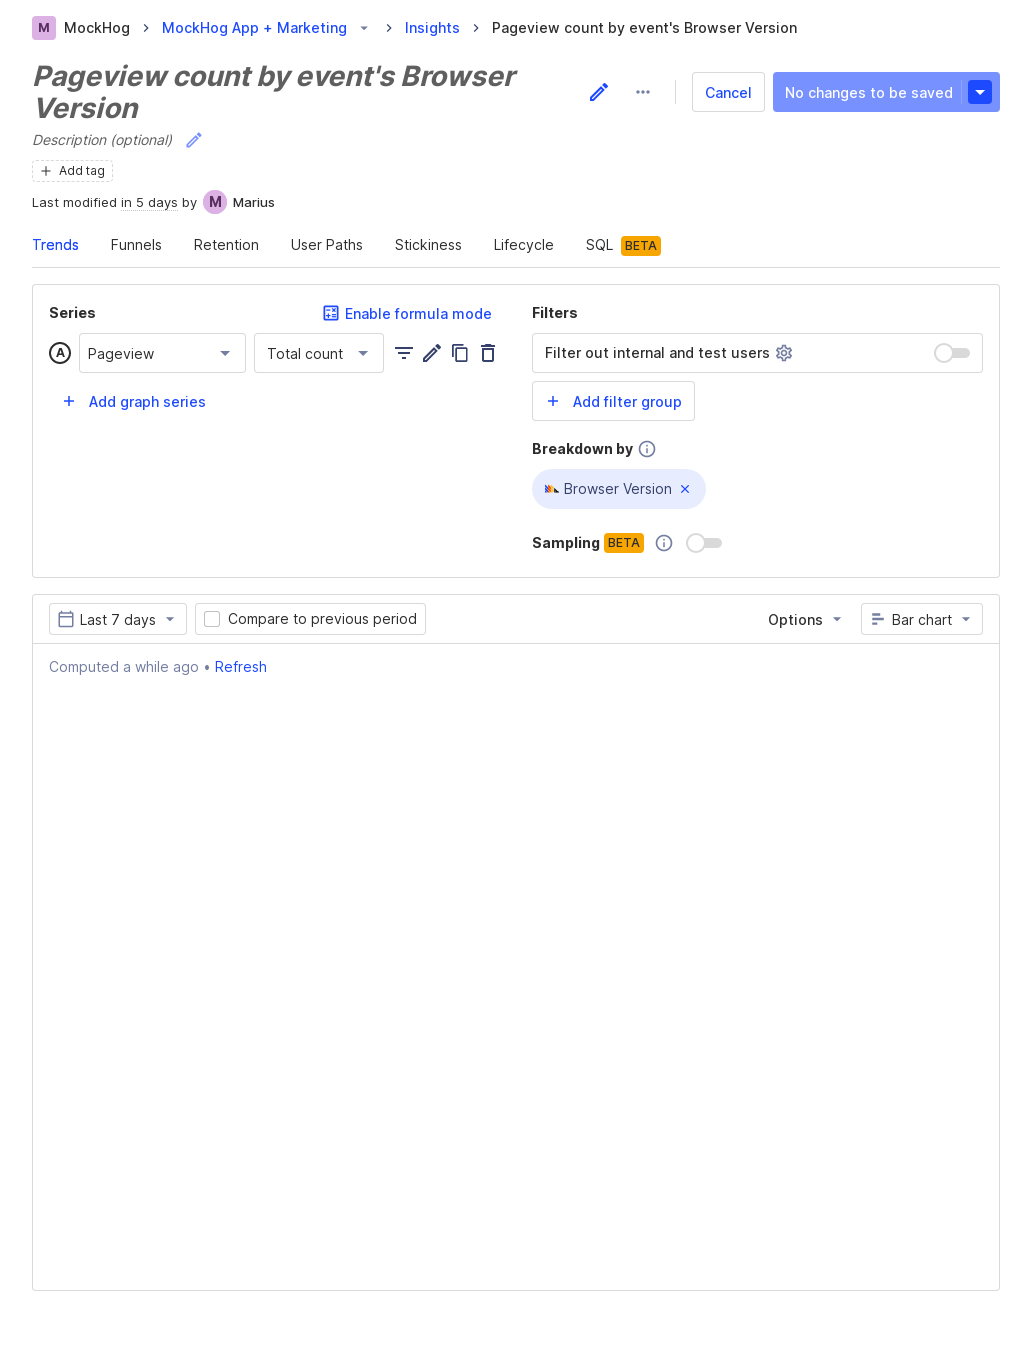 M MockHog > MockHog App + Marketing > Insights > Pageview count by event's Browser Version
Pageview count by event's Browser
Version
Cancel
No changes to be saved
Description (optional)
Add tag
Last modified in 5 days by M Marius
Trends Funnels Retention User Paths Stickiness Lifecycle SQL BETA
Series
Enable formula mode
A Pageview Total count
Add graph series
Filters
Filter out internal and test users
Add filter group
Breakdown by
Browser Version
Sampling BETA
Last 7 days Compare to previous period Options Bar chart
Computed a while ago • Refresh